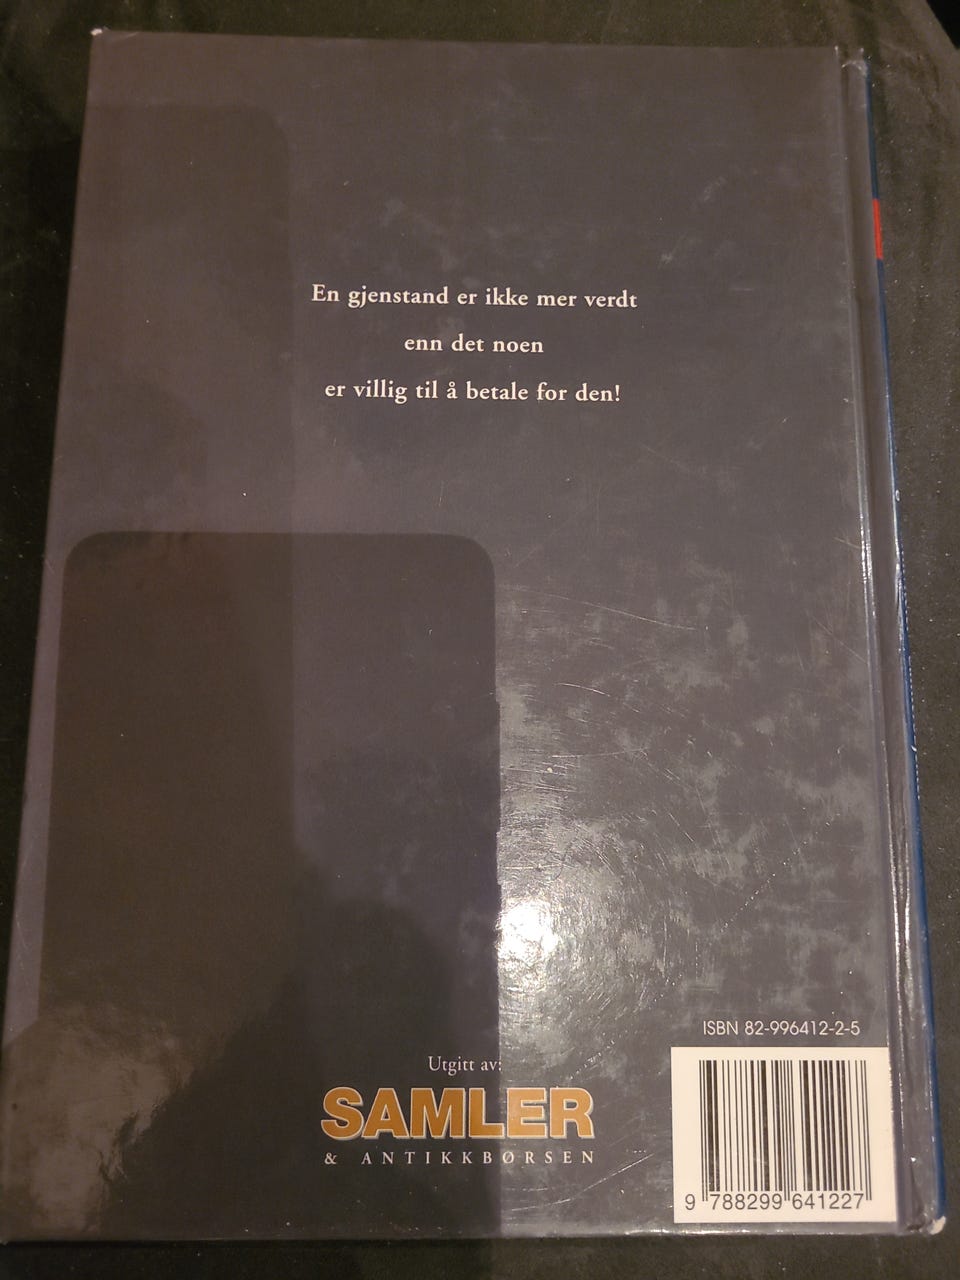 En gjenstand er ikke mer verdt
enn det noen
er villig til å betale for den!
ISBN 82-996412-2-5
Utgitt av:
SAMLER
& ANTIKKBØRSEN
9 788299 641227